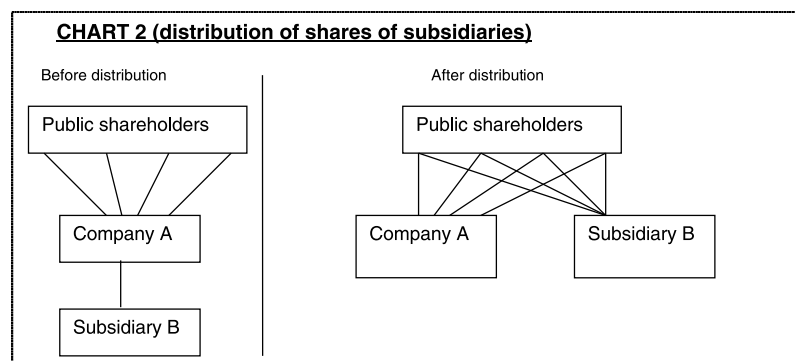 CHART 2 (distribution of shares of subsidiaries)
Before distribution
After distribution
Public shareholders
Public shareholders
Company A
Company A
Subsidiary B
Subsidiary B